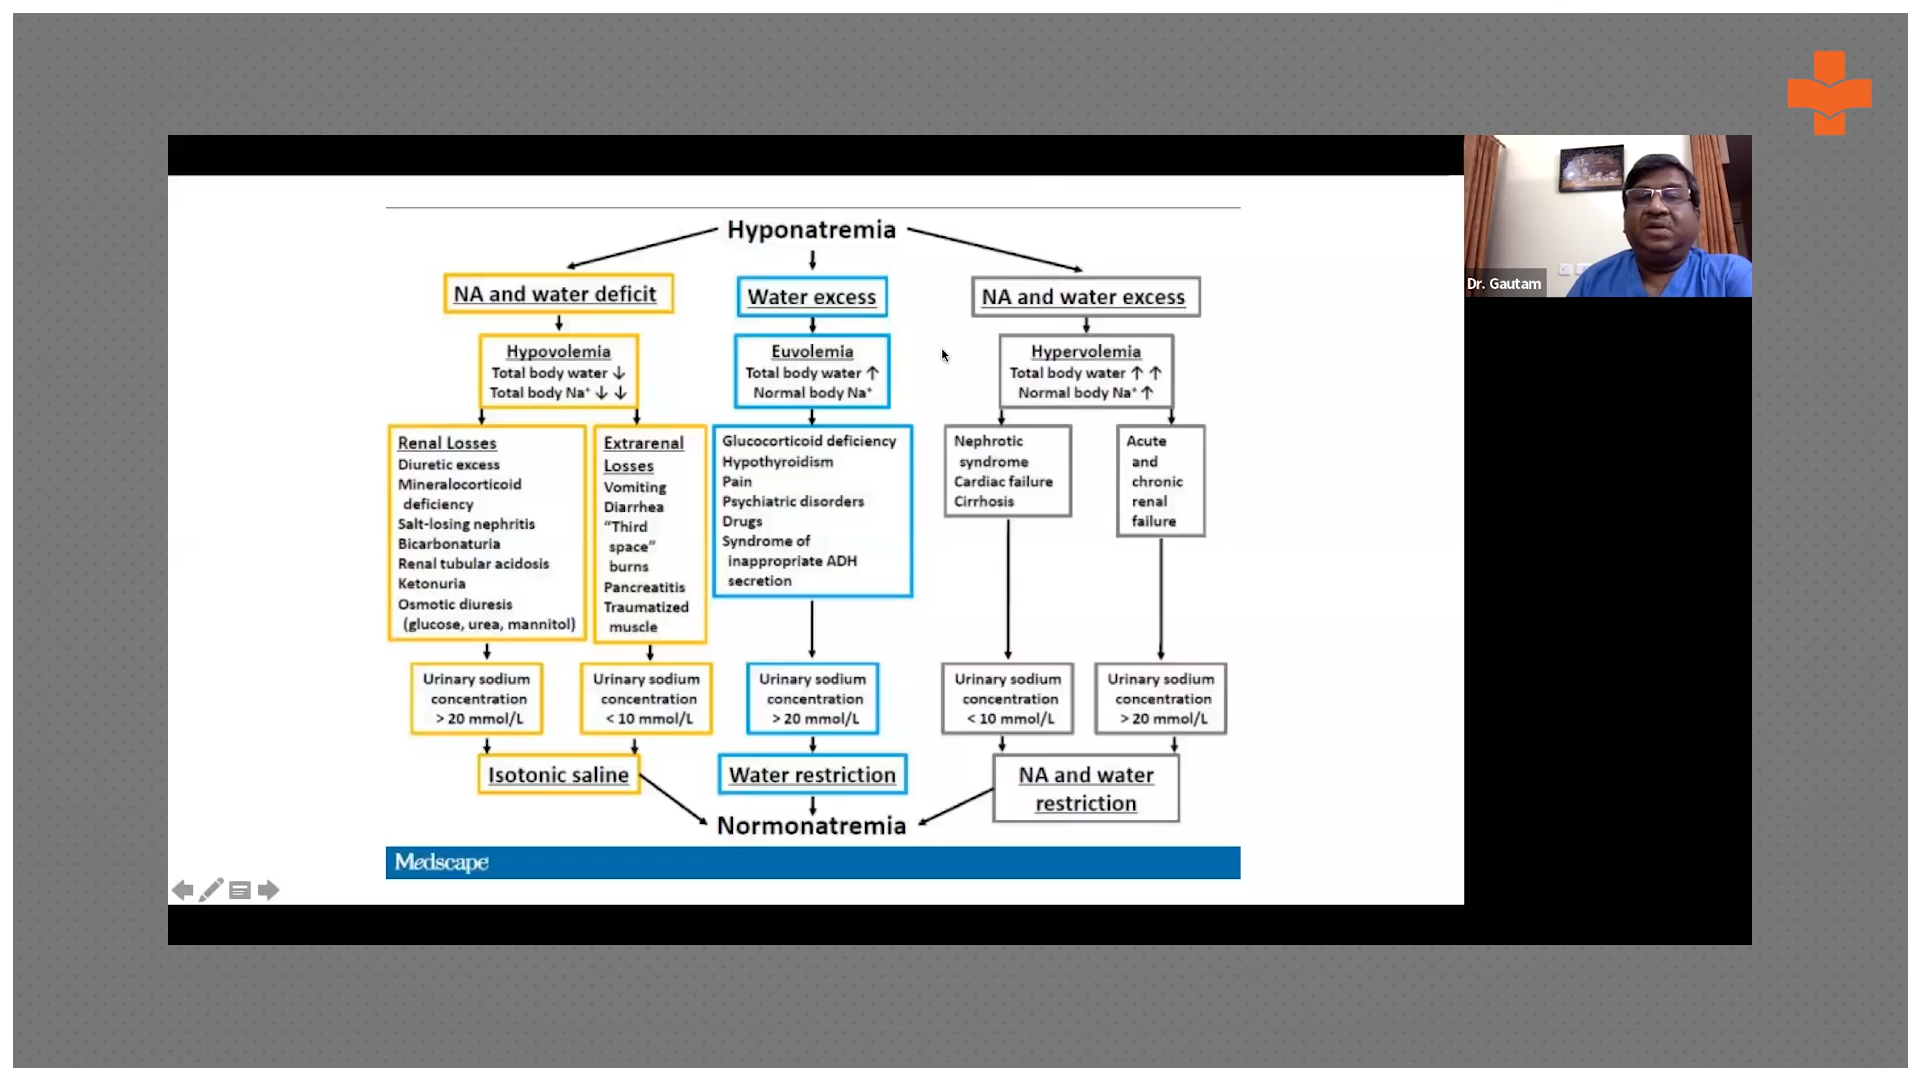 Hyponatremia
NA and water deficit
Hypovolemia
Total body water ↓
Total body Na⁺ ↓ ↓
Renal Losses
Diuretic excess
Mineralocorticoid
deficiency
Salt-losing nephritis
Bicarbonaturia
Renal tubular acidosis
Ketonuria
Osmotic diuresis
(glucose, urea, mannitol)
Urinary sodium
concentration
> 20 mmol/L
Extrarenal
Losses
Vomiting
Diarrhea
“Third
space”
burns
Pancreatitis
Traumatized
muscle
Urinary sodium
concentration
< 10 mmol/L
Isotonic saline
Water excess
Euvolemia
Total body water ↑
Normal body Na⁺
Glucocorticoid deficiency
Hypothyroidism
Pain
Psychiatric disorders
Drugs
Syndrome of
inappropriate ADH
secretion
Urinary sodium
concentration
> 20 mmol/L
Water restriction
NA and water excess
Hypervolemia
Total body water ↑ ↑
Normal body Na⁺ ↑
Nephrotic
syndrome
Cardiac failure
Cirrhosis
Urinary sodium
concentration
< 10 mmol/L
Acute
and
chronic
renal
failure
Urinary sodium
concentration
> 20 mmol/L
NA and water
restriction
Normonatremia
Medscape
Dr. Gautam